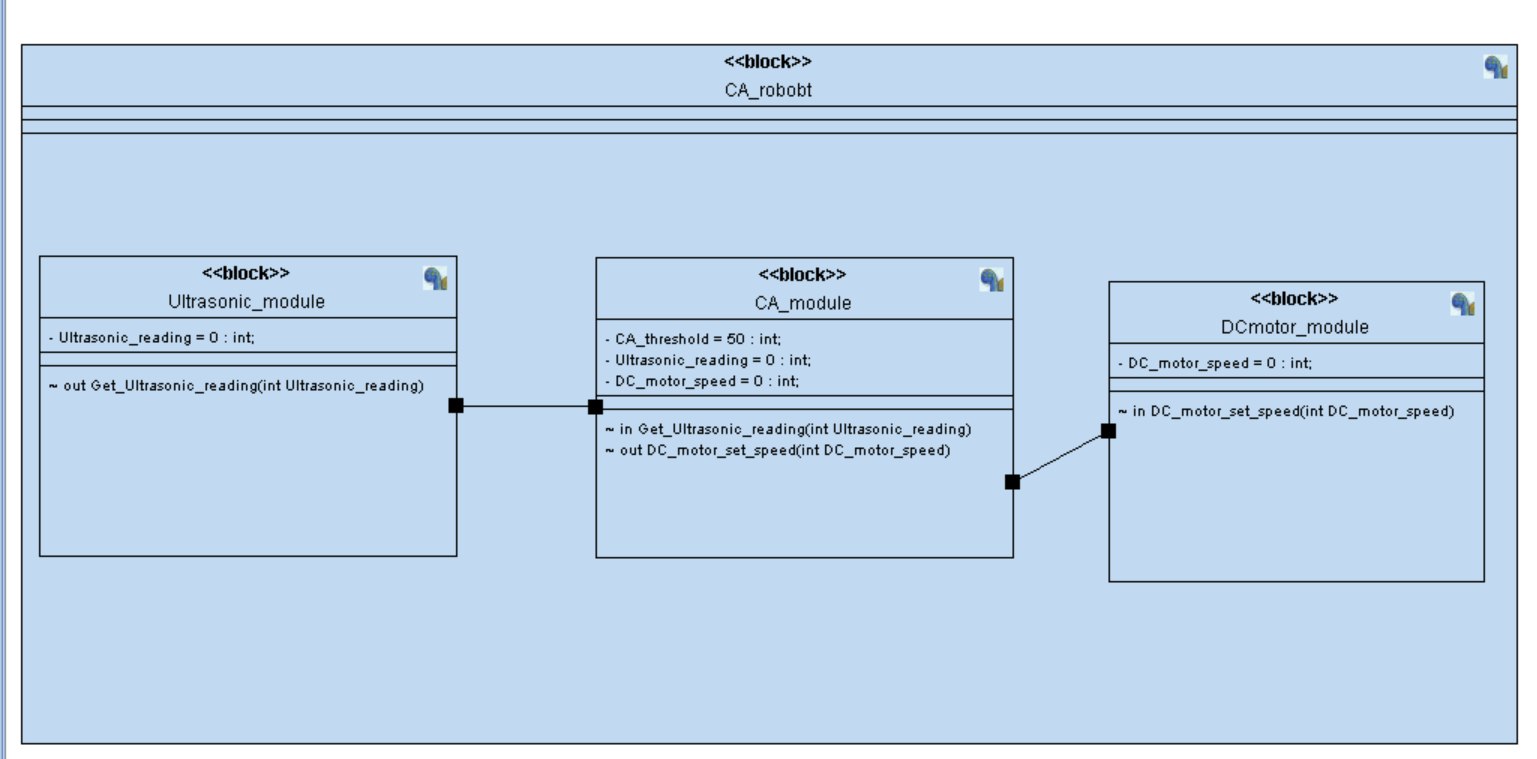 <<block>>
CA_robobt
<<block>>
Ultrasonic_module
- Ultrasonic_reading = 0 : int;
~ out Get_Ultrasonic_reading(int Ultrasonic_reading)
<<block>>
CA_module
- CA_threshold = 50 : int;
- Ultrasonic_reading = 0 : int;
- DC_motor_speed = 0 : int;
~ in Get_Ultrasonic_reading(int Ultrasonic_reading)
~ out DC_motor_set_speed(int DC_motor_speed)
<<block>>
DCmotor_module
- DC_motor_speed = 0 : int;
~ in DC_motor_set_speed(int DC_motor_speed)